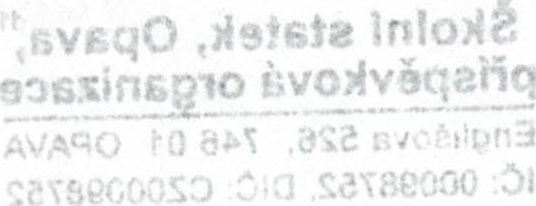 Školní statek, Opava,
příspěvková organizace
Englišova 526, 746 01 OPAVA
IČ: 00098752, DIČ: CZ00098752